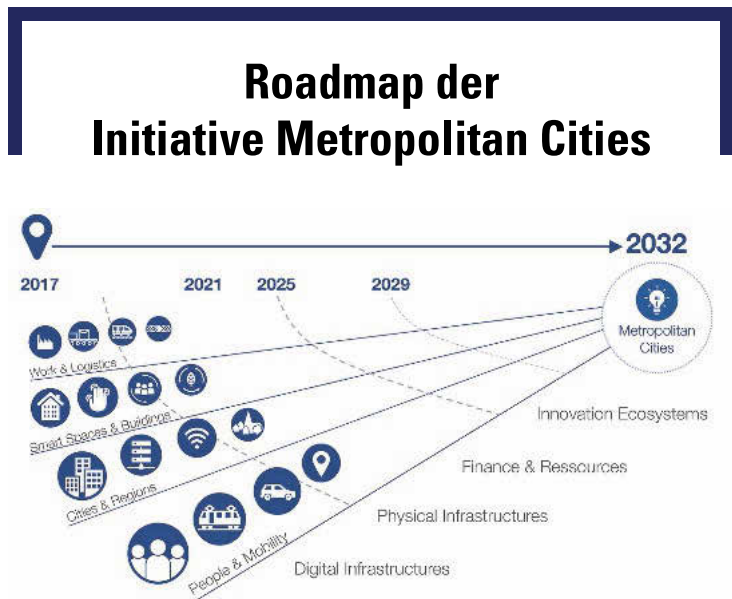 Roadmap der
Initiative Metropolitan Cities
2032
2017
2021
2025
2029
Metropolitan
Cities
Work & Logistics
Smart Spaces & Buildings
Cities & Regions
People & Mobility
Innovation Ecosystems
Finance & Ressources
Physical Infrastructures
Digital Infrastructures